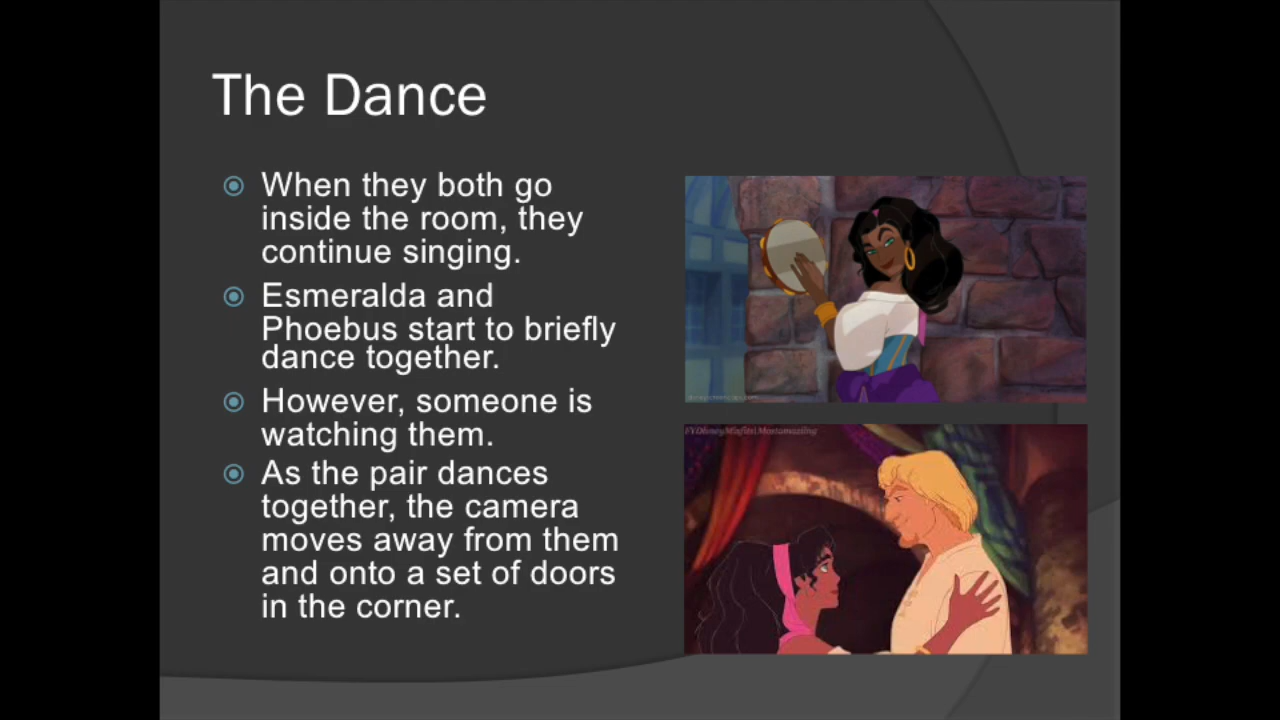 The Dance
When they both go
inside the room, they
continue singing.
Esmeralda and
Phoebus start to briefly
dance together.
However, someone is
watching them.
As the pair dances
together, the camera
moves away from them
and onto a set of doors
in the corner.